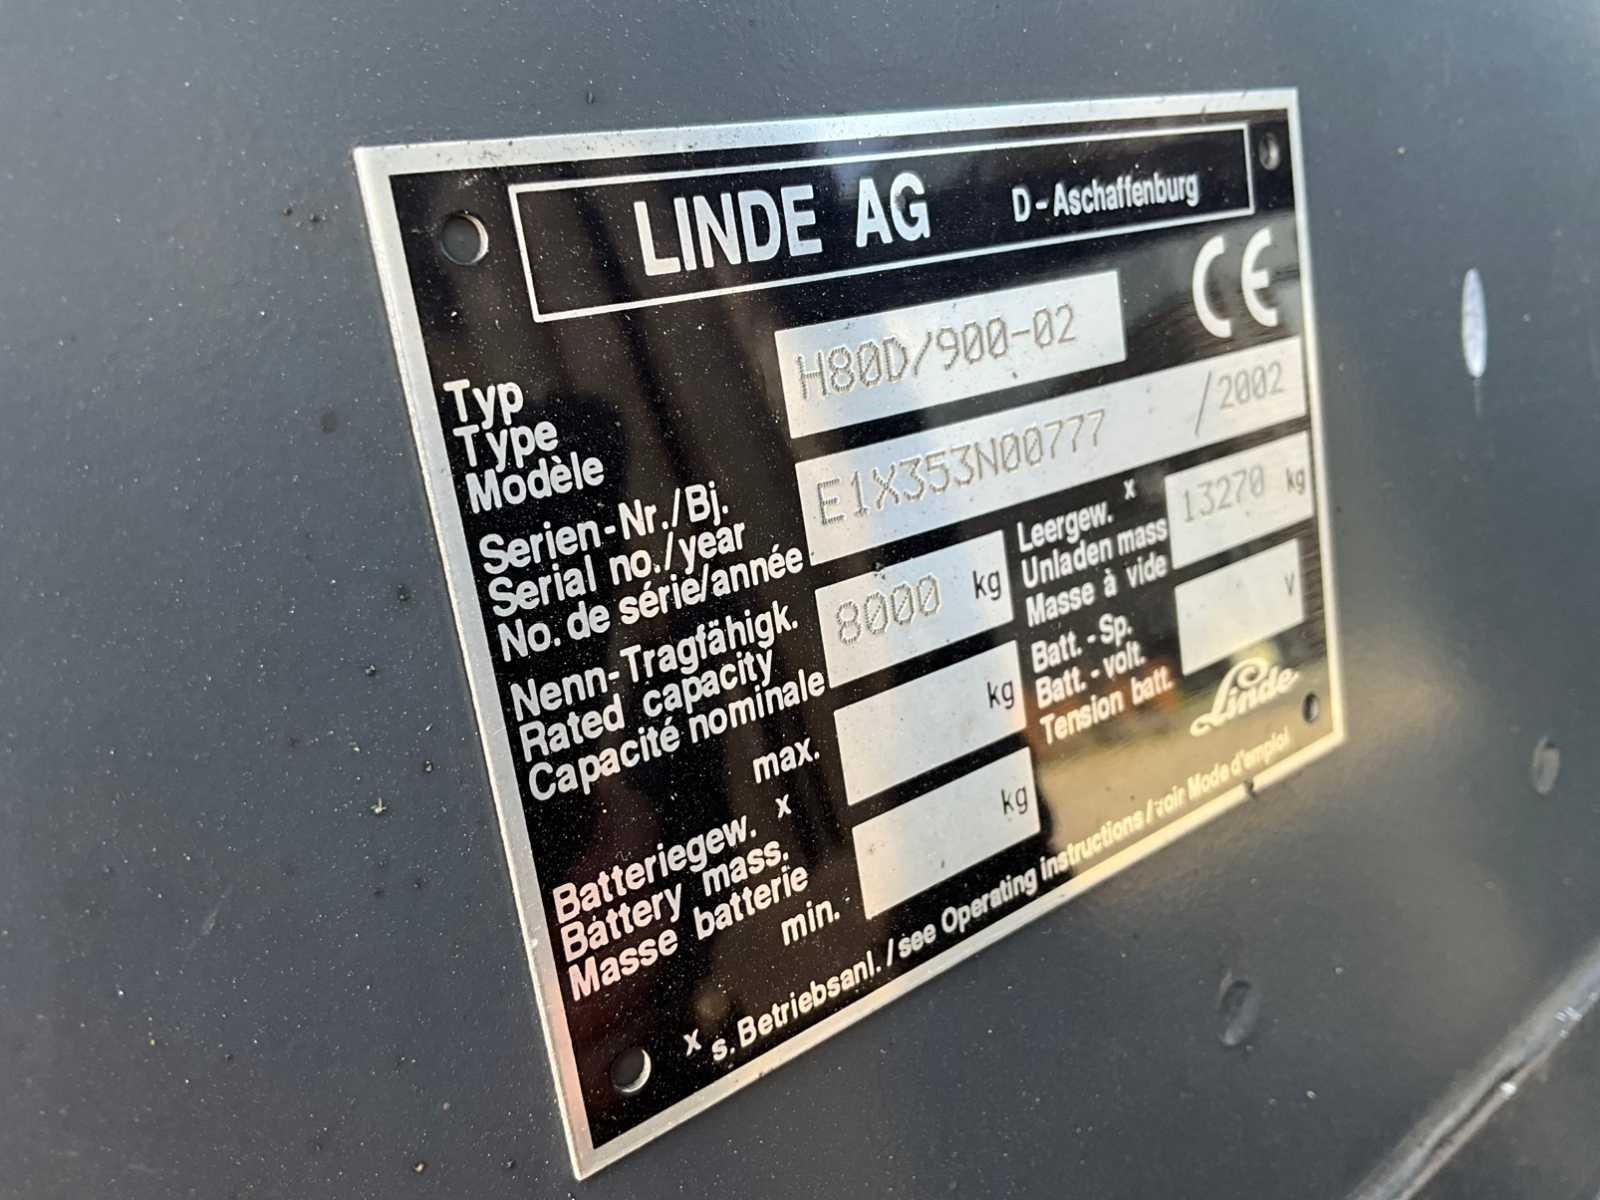 LINDE AG D-Aschaffenburg
CE
Typ
Type
Modèle
H80D/900-02
Serien-Nr./Bj.
Serial no./year
No. de série/année
E1X353N00777 /2002
Nenn-Tragfähigk.
Rated capacity
Capacité nominale
8000 kg
Leergew. x
Unladen mass
Masse à vide
13270 kg
Batteriegew. x
Battery mass.
Masse batterie
max. kg
min. kg
Batt.-Sp.
Batt.-volt.
Tension batt.
V
Linde
x s. Betriebsanl. / see Operating instructions / voir Mode d'emploi